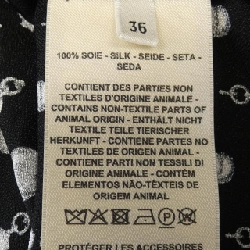 36
100% SOIE - SILK - SEIDE - SETA -
SEDA
CONTIENT DES PARTIES NON
TEXTILES D'ORIGINE ANIMALE -
CONTAINS NON-TEXTILE PARTS OF
ANIMAL ORIGIN - ENTHÄLT NICHT
TEXTILE TEILE TIERISCHER
HERKUNFT - CONTIENE PARTES
NO TEXTILES DE ORIGEN ANIMAL -
CONTIENE PARTI NON TESSILI DI
ORIGINE ANIMALE - CONTÉM
ELEMENTOS NÃO-TÊXTEIS DE
ORIGEM ANIMAL
PROTÉGER LES ACCESSOIRES